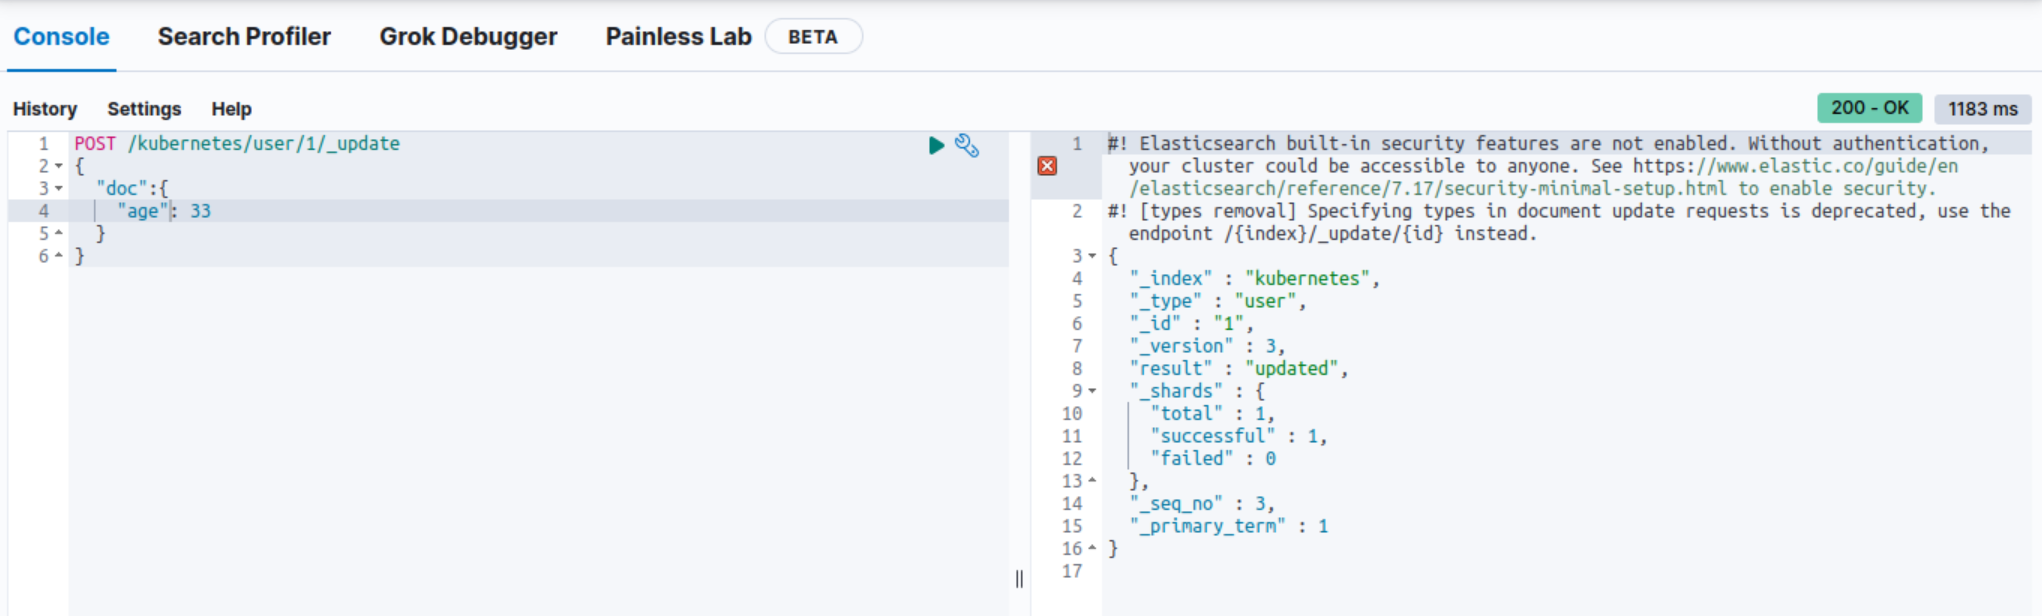 Console Search Profiler Grok Debugger Painless Lab BETA
History Settings Help 200 - OK 1183 ms
1 POST /kubernetes/user/1/_update
2 {
3 "doc":{
4 "age": 33
5 }
6 }
1 #! Elasticsearch built-in security features are not enabled. Without authentication,
your cluster could be accessible to anyone. See https://www.elastic.co/guide/en
/elasticsearch/reference/7.17/security-minimal-setup.html to enable security.
2 #! [types removal] Specifying types in document update requests is deprecated, use the
endpoint /{index}/_update/{id} instead.
3 {
4 "_index" : "kubernetes",
5 "_type" : "user",
6 "_id" : "1",
7 "_version" : 3,
8 "result" : "updated",
9 "_shards" : {
10 "total" : 1,
11 "successful" : 1,
12 "failed" : 0
13 },
14 "_seq_no" : 3,
15 "_primary_term" : 1
16 }
17